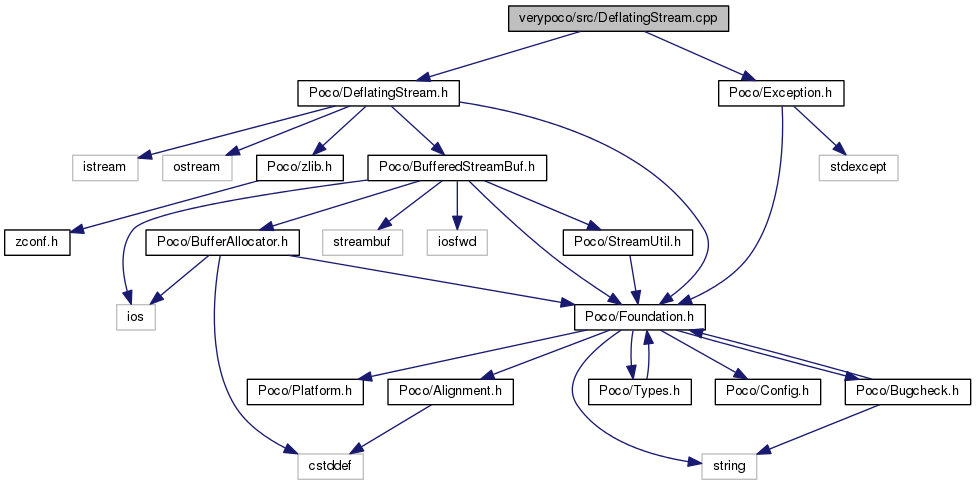 verypoco/src/DeflatingStream.cpp
Poco/DeflatingStream.h
Poco/Exception.h
istream
ostream
Poco/zlib.h
Poco/BufferedStreamBuf.h
stdexcept
zconf.h
Poco/BufferAllocator.h
streambuf
iosfwd
Poco/StreamUtil.h
ios
Poco/Foundation.h
Poco/Platform.h
Poco/Alignment.h
Poco/Types.h
Poco/Config.h
Poco/Bugcheck.h
cstddef
string